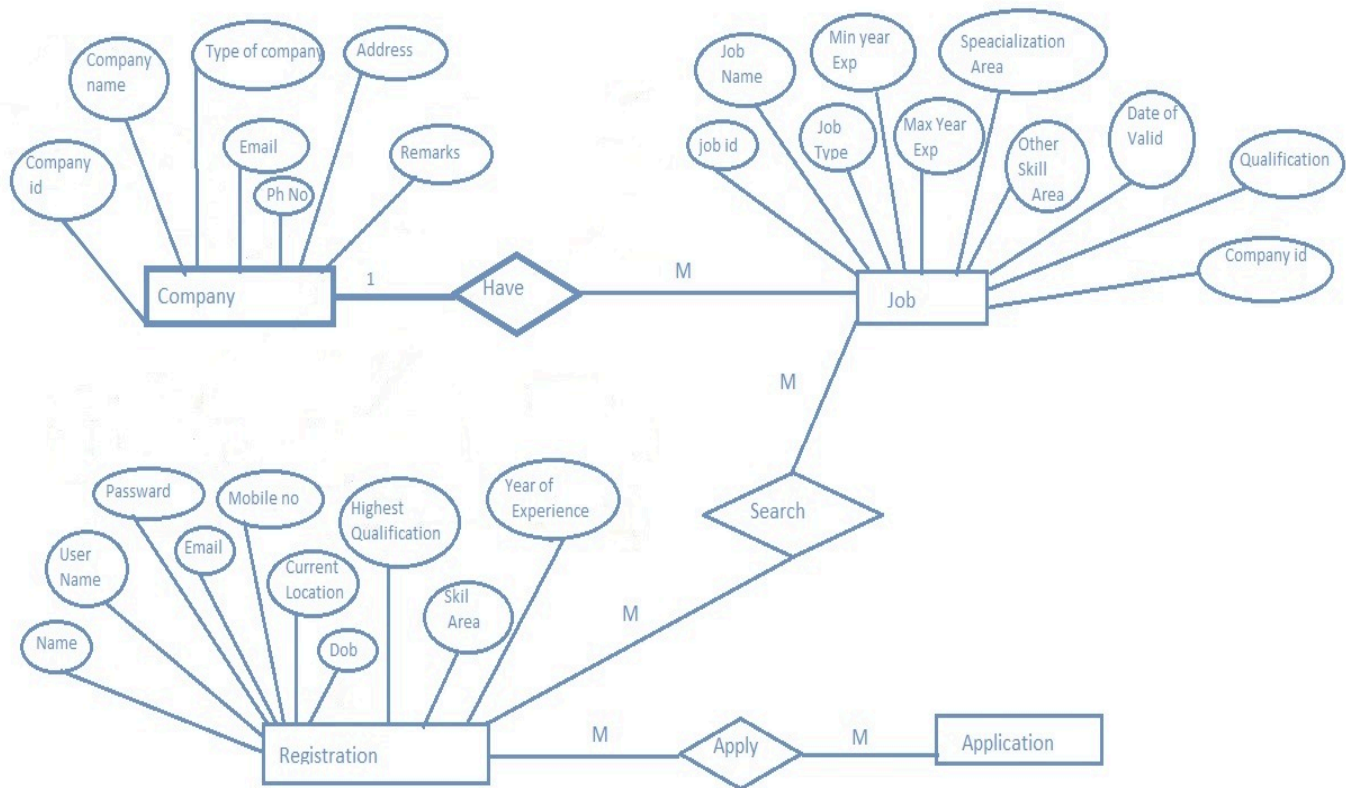 Company
name
Type of company
Address
Company
id
Email
Ph No
Remarks
Job
Name
Min year
Exp
Speacialization
Area
job id
Job
Type
Max Year
Exp
Other
Skill
Area
Date of
Valid
Qualification
Company id
Company
1
Have
M
Job
M
Search
M
Passward
Mobile no
Highest
Qualification
Year of
Experience
User
Name
Email
Current
Location
Skil
Area
Name
Dob
Registration
M
Apply
M
Application